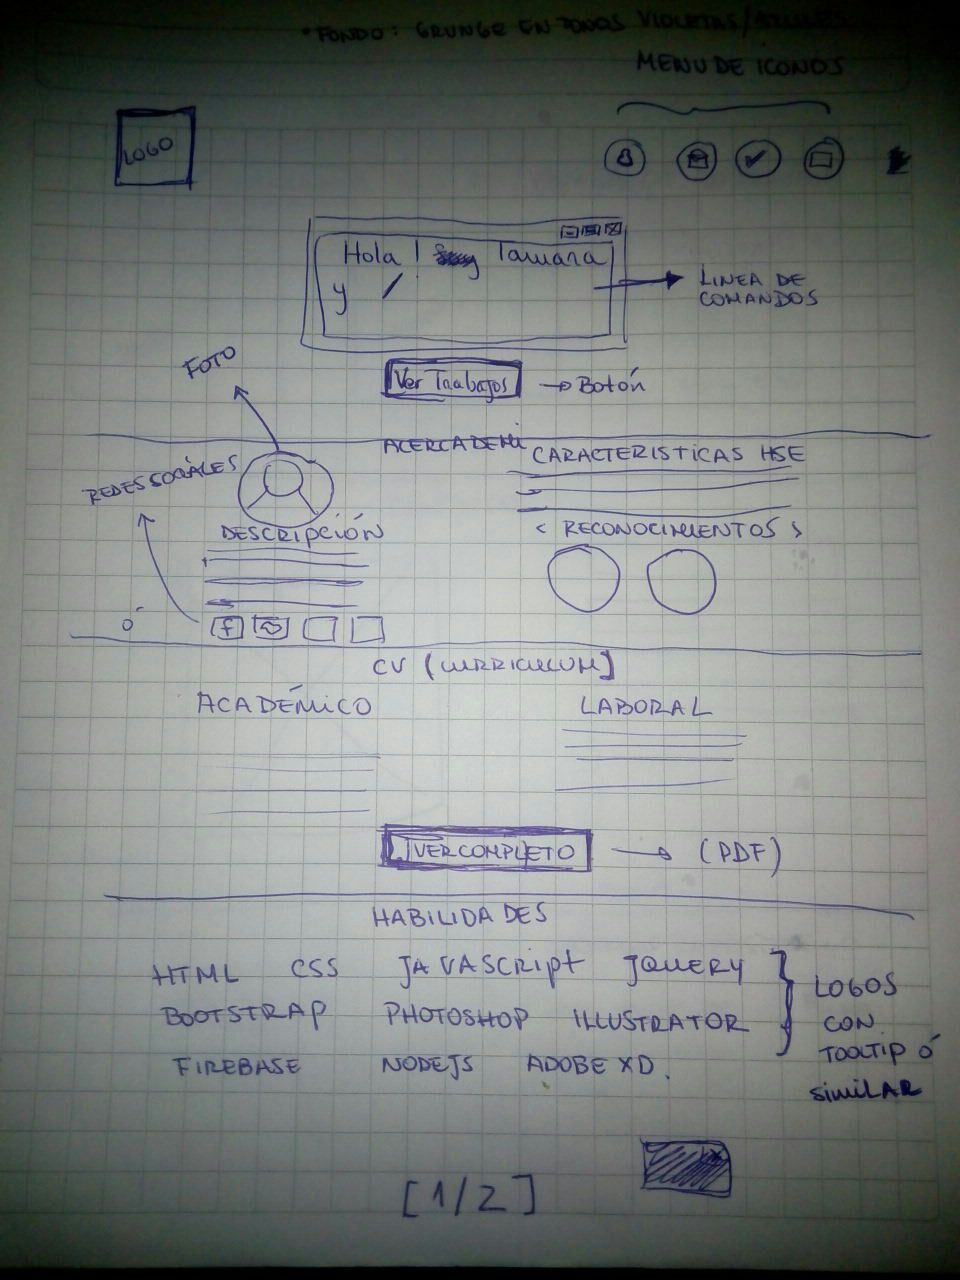 • FONDO: GRUNGE EN TONOS VIOLETAS/AZULES
MENU DE ICONOS
LOGO
Hola! Tamara
y /
LINEA DE
COMANDOS
FOTO
Ver Trabajos → Botón
ACERCA DE MI
CARACTERISTICAS HSE
REDES SOCIALES
DESCRIPCIÓN
< RECONOCIMIENTOS >
ó
f
CV (CURRICULUM)
ACADÉMICO
LABORAL
VER COMPLETO → (PDF)
HABILIDADES
HTML CSS JAVASCRIPT JQUERY
BOOTSTRAP PHOTOSHOP ILLUSTRATOR
FIREBASE NODEJS ADOBE XD.
LOGOS
CON
TOOLTIP Ó
SIMILAR
[1/2]